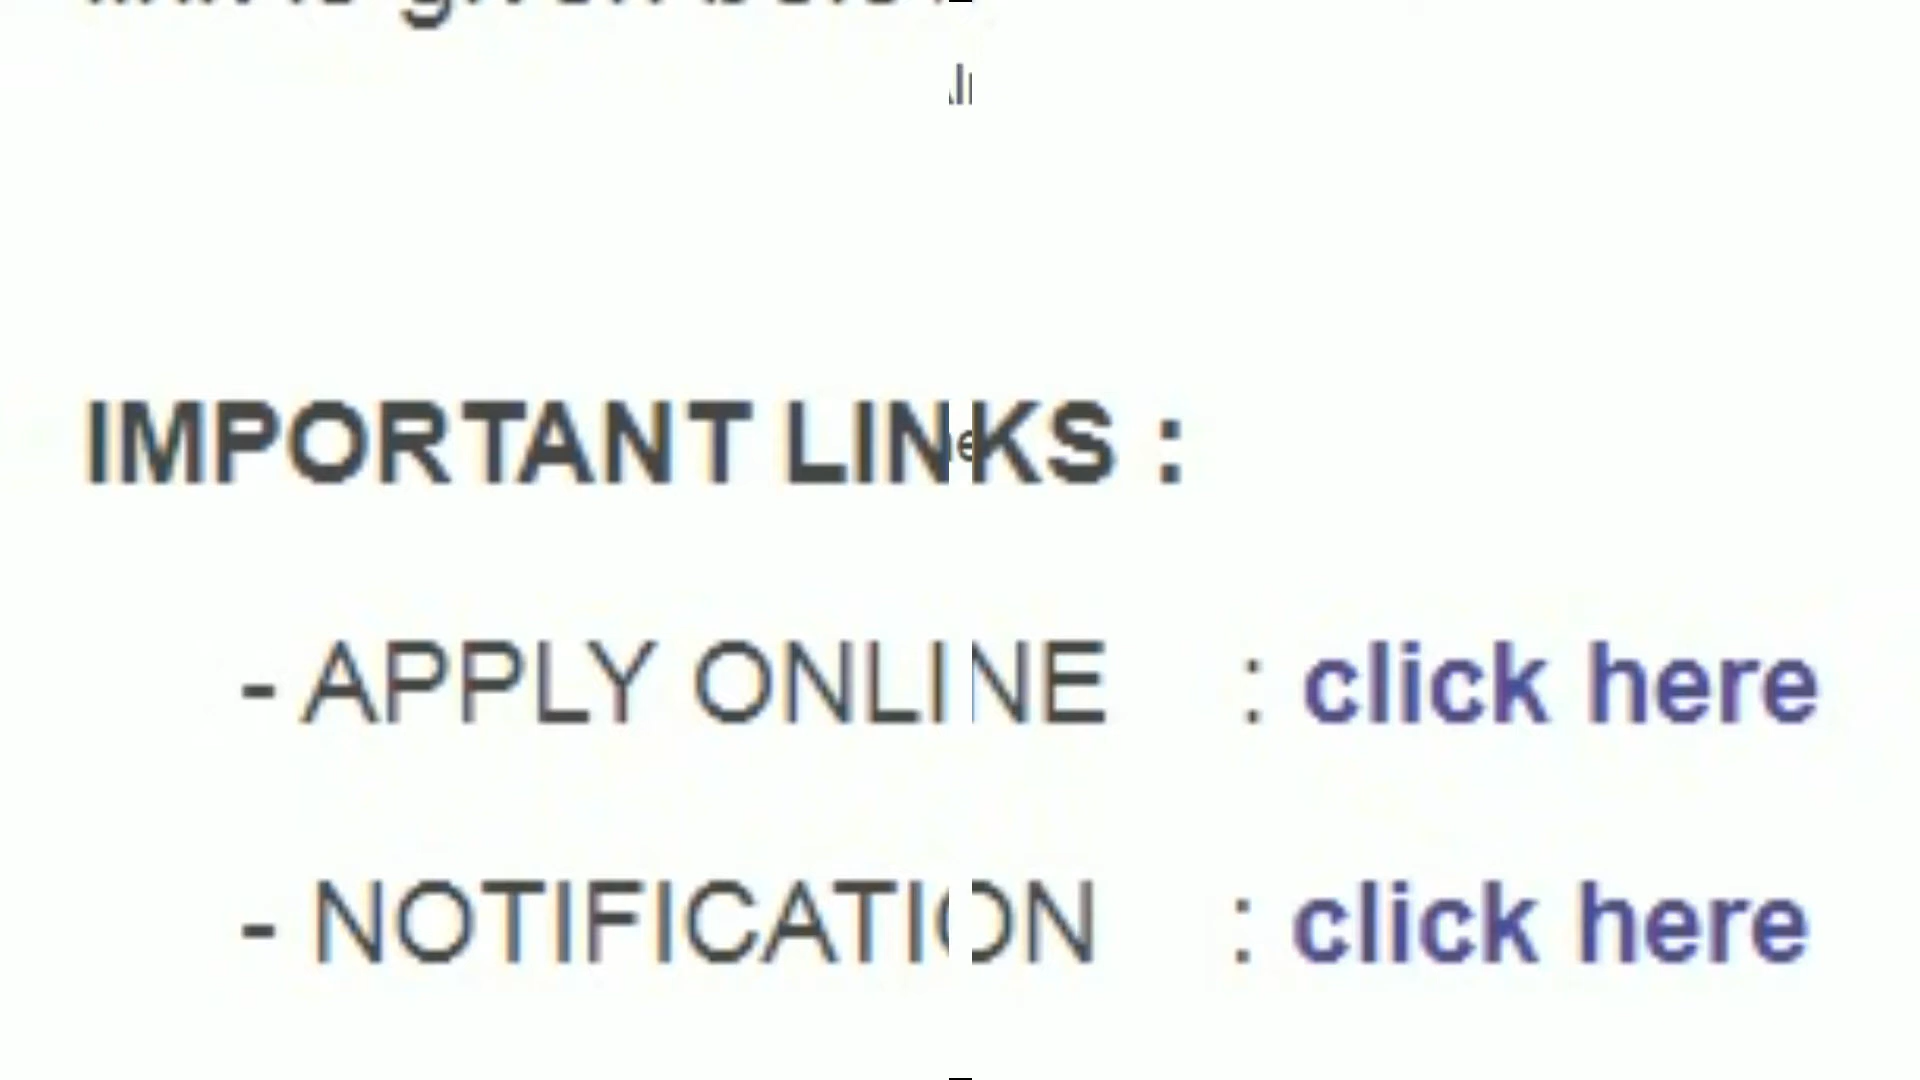 IMPORTANT LINKS :
- APPLY ONLINE : click here
- NOTIFICATION : click here